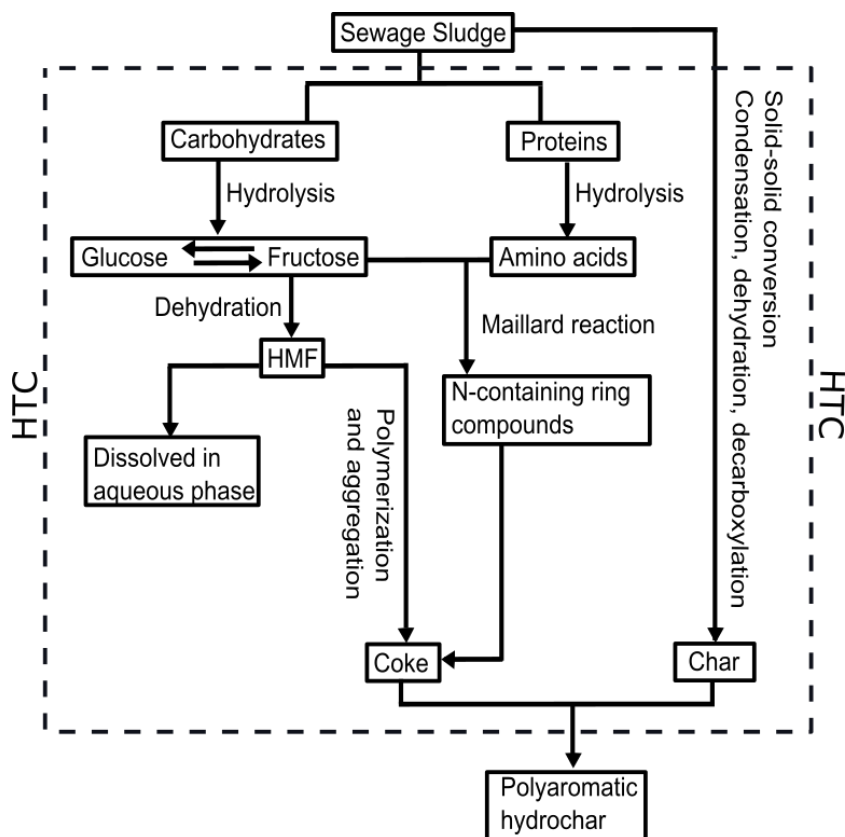 Sewage Sludge
Carbohydrates
Proteins
Hydrolysis
Hydrolysis
Glucose
Fructose
Amino acids
Dehydration
Maillard reaction
HMF
N-containing ring
compounds
Dissolved in
aqueous phase
Polymerization
and aggregation
Solid-solid conversion
Condensation, dehydration, decarboxylation
HTC
HTC
Coke
Char
Polyaromatic
hydrochar